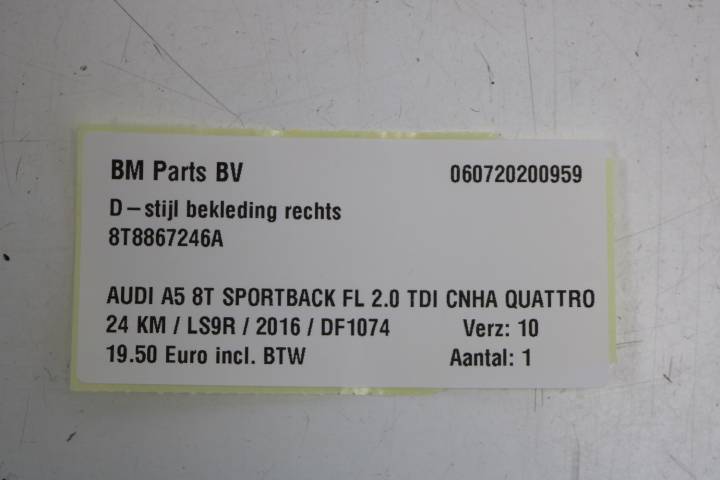 BM Parts BV 060720200959
D-stijl bekleding rechts
8T8867246A
AUDI A5 8T SPORTBACK FL 2.0 TDI CNHA QUATTRO
24 KM / LS9R / 2016 / DF1074 Verz: 10
19.50 Euro incl. BTW Aantal: 1